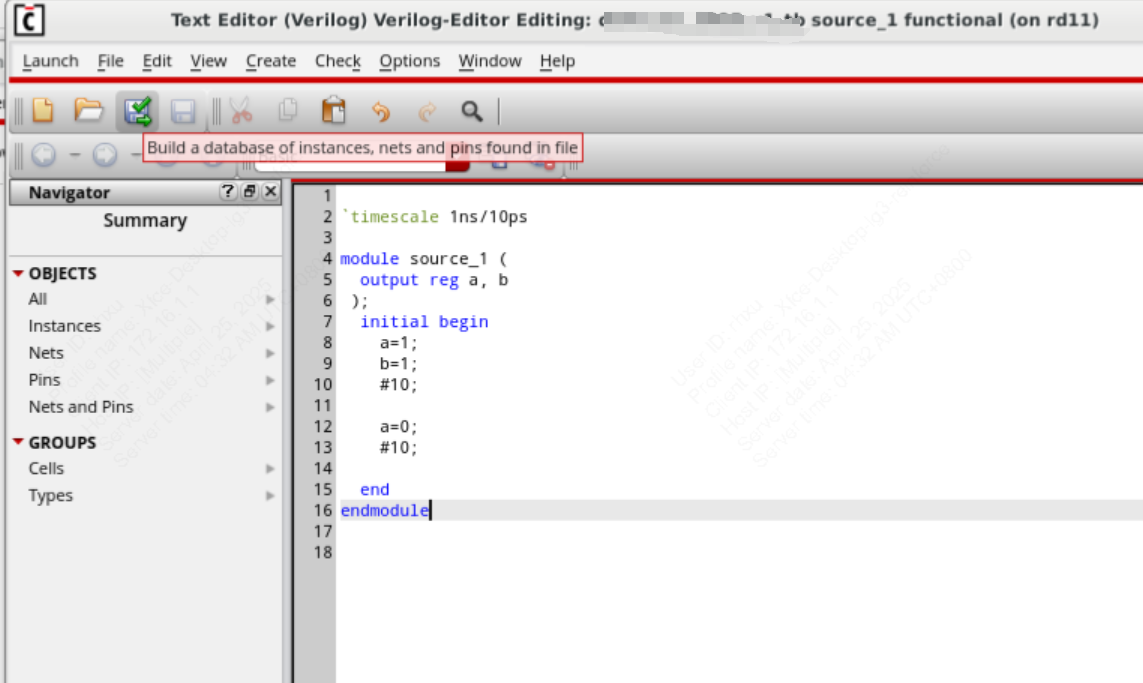 Text Editor (Verilog) Verilog-Editor Editing: source_1 functional (on rd11)
Launch File Edit View Create Check Options Window Help
Build a database of instances, nets and pins found in file
Navigator
Summary
OBJECTS
All
Instances
Nets
Pins
Nets and Pins
GROUPS
Cells
Types
1
2 `timescale 1ns/10ps
3
4 module source_1 (
5 output reg a, b
6 );
7 initial begin
8 a=1;
9 b=1;
10 #10;
11
12 a=0;
13 #10;
14
15 end
16 endmodule
17
18